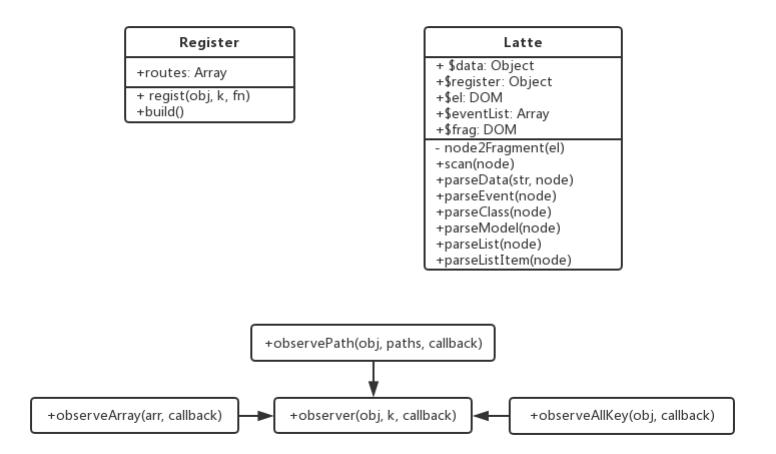 Register
+routes: Array
+ regist(obj, k, fn)
+build()
Latte
+ $data: Object
+$register: Object
+$el: DOM
+$eventList: Array
+$frag: DOM
- node2Fragment(el)
+scan(node)
+parseData(str, node)
+parseEvent(node)
+parseClass(node)
+parseModel(node)
+parseList(node)
+parseListItem(node)
+observePath(obj, paths, callback)
+observeArray(arr, callback)
+observer(obj, k, callback)
+observeAllKey(obj, callback)